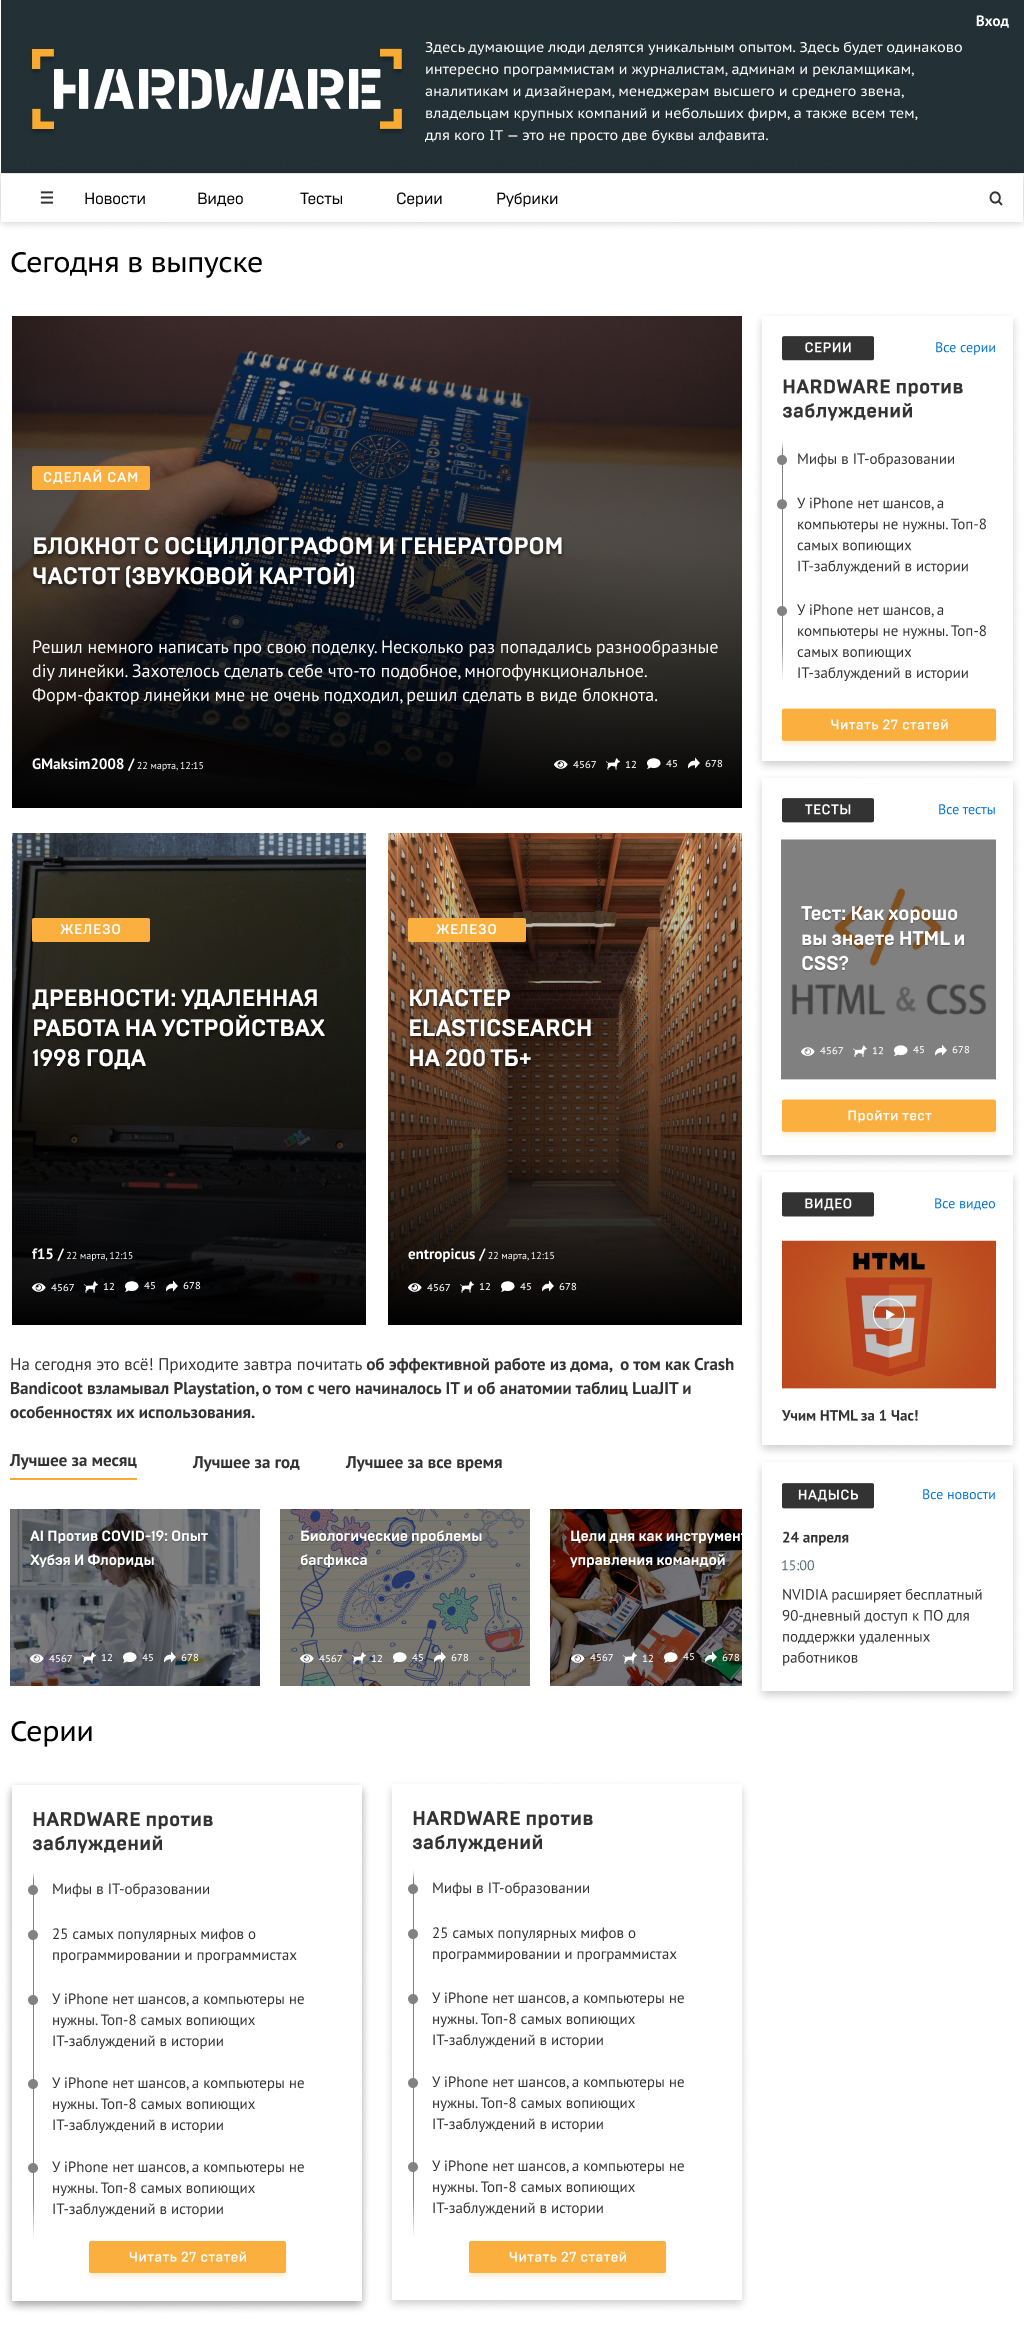 Вход
HARDWARE
Здесь думающие люди делятся уникальным опытом. Здесь будет одинаково
интересно программистам и журналистам, админам и рекламщикам,
аналитикам и дизайнерам, менеджерам высшего и среднего звена,
владельцам крупных компаний и небольших фирм, а также всем тем,
для кого IT — это не просто две буквы алфавита.
Новости Видео Тесты Серии Рубрики
Сегодня в выпуске
СДЕЛАЙ САМ
БЛОКНОТ С ОСЦИЛЛОГРАФОМ И ГЕНЕРАТОРОМ
ЧАСТОТ (ЗВУКОВОЙ КАРТОЙ)
Решил немного написать про свою поделку. Несколько раз попадались разнообразные
diy линейки. Захотелось сделать себе что-то подобное, многофункциональное.
Форм-фактор линейки мне не очень подходил, решил сделать в виде блокнота.
GMaksim2008 / 22 марта, 12:15
4567 12 45 678
СЕРИИ
Все серии
HARDWARE против
заблуждений
Мифы в IT-образовании
У iPhone нет шансов, а
компьютеры не нужны. Топ-8
самых вопиющих
IT-заблуждений в истории
У iPhone нет шансов, а
компьютеры не нужны. Топ-8
самых вопиющих
IT-заблуждений в истории
Читать 27 статей
ЖЕЛЕЗО
ДРЕВНОСТИ: УДАЛЕННАЯ
РАБОТА НА УСТРОЙСТВАХ
1998 ГОДА
f15 / 22 марта, 12:15
4567 12 45 678
ЖЕЛЕЗО
КЛАСТЕР
ELASTICSEARCH
НА 200 ТБ+
entropicus / 22 марта, 12:15
4567 12 45 678
ТЕСТЫ
Все тесты
Тест: Как хорошо
вы знаете HTML и
CSS?
</>
HTML & CSS
4567 12 45 678
Пройти тест
ВИДЕО
Все видео
HTML
5
Учим HTML за 1 Час!
На сегодня это всё! Приходите завтра почитать об эффективной работе из дома, о том как Crash
Bandicoot взламывал Playstation, о том с чего начиналось IT и об анатомии таблиц LuaJIT и
особенностях их использования.
Лучшее за месяц Лучшее за год Лучшее за все время
AI Против COVID-19: Опыт
Хубэя И Флориды
4567 12 45 678
Биологические проблемы
багфикса
4567 12 45 678
Цели дня как инструмент
управления командой
4567 12 45 678
НАДЫСЬ
Все новости
24 апреля
15:00
NVIDIA расширяет бесплатный
90-дневный доступ к ПО для
поддержки удаленных
работников
Серии
HARDWARE против
заблуждений
Мифы в IT-образовании
25 самых популярных мифов о
программировании и программистах
У iPhone нет шансов, а компьютеры не
нужны. Топ-8 самых вопиющих
IT-заблуждений в истории
У iPhone нет шансов, а компьютеры не
нужны. Топ-8 самых вопиющих
IT-заблуждений в истории
У iPhone нет шансов, а компьютеры не
нужны. Топ-8 самых вопиющих
IT-заблуждений в истории
Читать 27 статей
HARDWARE против
заблуждений
Мифы в IT-образовании
25 самых популярных мифов о
программировании и программистах
У iPhone нет шансов, а компьютеры не
нужны. Топ-8 самых вопиющих
IT-заблуждений в истории
У iPhone нет шансов, а компьютеры не
нужны. Топ-8 самых вопиющих
IT-заблуждений в истории
У iPhone нет шансов, а компьютеры не
нужны. Топ-8 самых вопиющих
IT-заблуждений в истории
Читать 27 статей